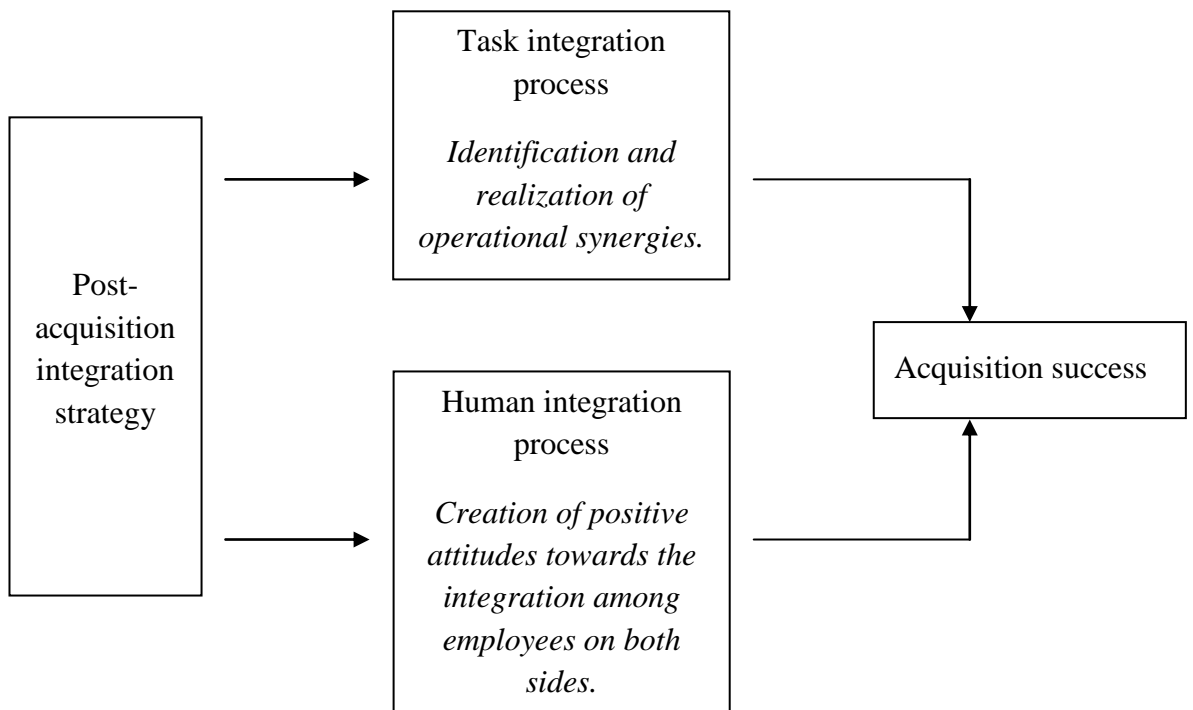 Task integration
process
Identification and
realization of
operational synergies.
Post-
acquisition
integration
strategy
Acquisition success
Human integration
process
Creation of positive
attitudes towards the
integration among
employees on both
sides.